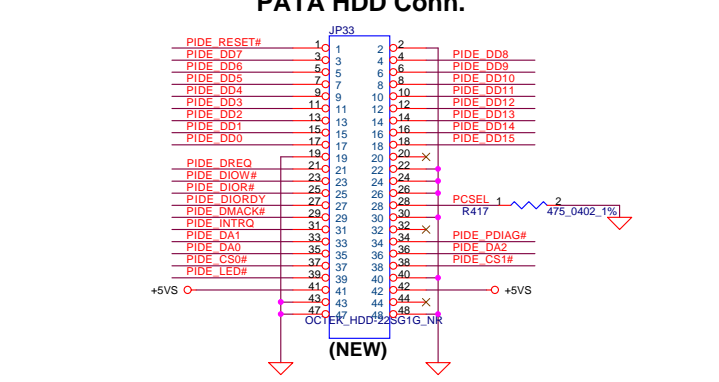 PATA HDD Conn.
JP33
PIDE_RESET# 1 1 2 2
PIDE_DD7 3 3 4 4 PIDE_DD8
PIDE_DD6 5 5 6 6 PIDE_DD9
PIDE_DD5 7 7 8 8 PIDE_DD10
PIDE_DD4 9 9 10 10 PIDE_DD11
PIDE_DD3 11 11 12 12 PIDE_DD12
PIDE_DD2 13 13 14 14 PIDE_DD13
PIDE_DD1 15 15 16 16 PIDE_DD14
PIDE_DD0 17 17 18 18 PIDE_DD15
19 19 20 20
PIDE_DREQ 21 21 22 22
PIDE_DIOW# 23 23 24 24
PIDE_DIOR# 25 25 26 26
PIDE_DIORDY 27 27 28 28 PCSEL 1 2
PIDE_DMACK# 29 29 30 30 R417 475_0402_1%
PIDE_INTRQ 31 31 32 32
PIDE_DA1 33 33 34 34 PIDE_PDIAG#
PIDE_DA0 35 35 36 36 PIDE_DA2
PIDE_CS0# 37 37 38 38 PIDE_CS1#
PIDE_LED# 39 39 40 40
+5VS 41 41 42 42 +5VS
43 43 44 44
47 47 48 48
OCTEK_HDD-22SG1G_NR
(NEW)